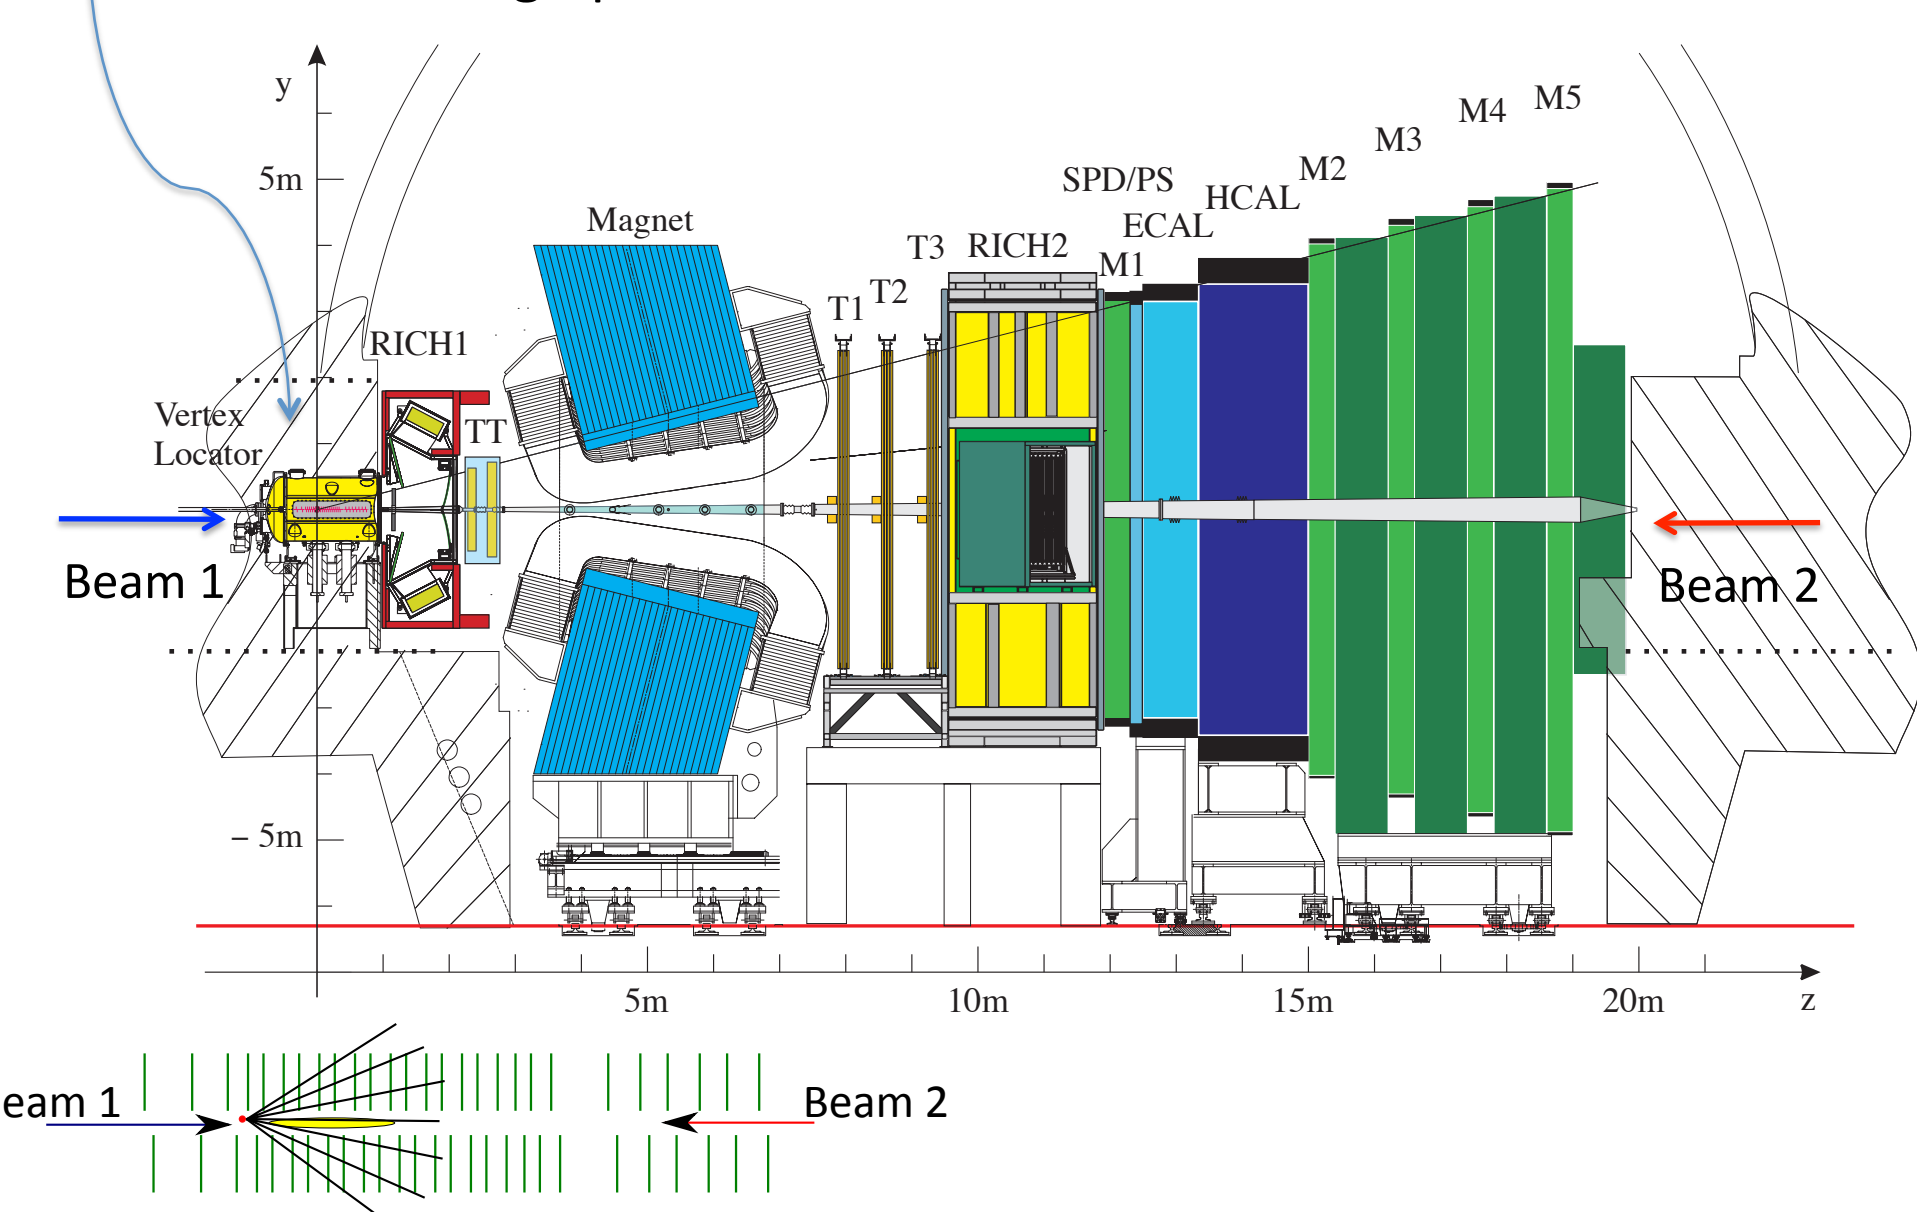 y
5m
Magnet
RICH1
Vertex
Locator
TT
T1
T2
T3
RICH2
M1
SPD/PS
ECAL
HCAL
M2
M3
M4
M5
Beam 1
Beam 2
– 5m
5m
10m
15m
20m
z
eam 1
Beam 2